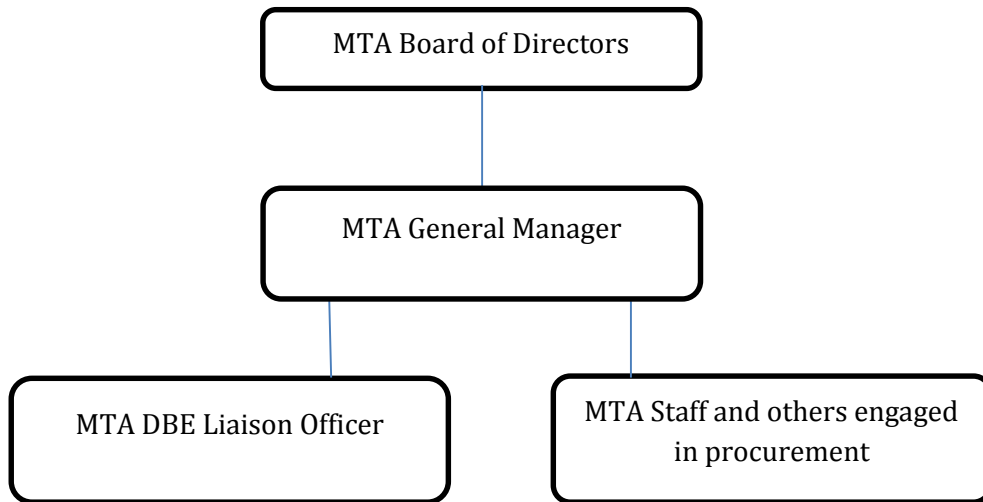 MTA Board of Directors
MTA General Manager
MTA DBE Liaison Officer
MTA Staff and others engaged
in procurement